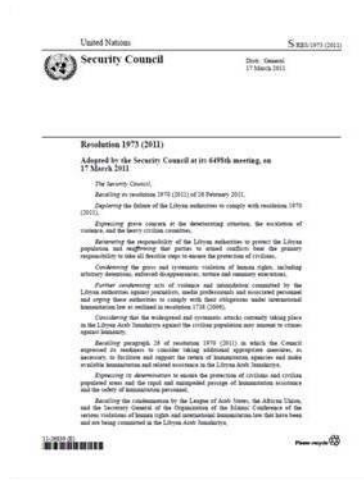 United Nations
S/RES/1973 (2011)
Security Council
Distr.: General
17 March 2011
Resolution 1973 (2011)
Adopted by the Security Council at its 6498th meeting, on
17 March 2011
The Security Council,
Recalling its resolution 1970 (2011) of 26 February 2011,
Deploring the failure of the Libyan authorities to comply with resolution 1970
(2011),
Expressing grave concern at the deteriorating situation, the escalation of
violence, and the heavy civilian casualties,
Reiterating the responsibility of the Libyan authorities to protect the Libyan
population and reaffirming that parties to armed conflicts bear the primary
responsibility to take all feasible steps to ensure the protection of civilians,
Condemning the gross and systematic violation of human rights, including
arbitrary detentions, enforced disappearances, torture and summary executions,
Further condemning acts of violence and intimidation committed by the
Libyan authorities against journalists, media professionals and associated personnel
and urging these authorities to comply with their obligations under international
humanitarian law as outlined in resolution 1738 (2006),
Considering that the widespread and systematic attacks currently taking place
in the Libyan Arab Jamahiriya against the civilian population may amount to crimes
against humanity,
Recalling paragraph 26 of resolution 1970 (2011) in which the Council
expressed its readiness to consider taking additional appropriate measures, as
necessary, to facilitate and support the return of humanitarian agencies and make
available humanitarian and related assistance in the Libyan Arab Jamahiriya,
Expressing its determination to ensure the protection of civilians and civilian
populated areas and the rapid and unimpeded passage of humanitarian assistance
and the safety of humanitarian personnel,
Recalling the condemnation by the League of Arab States, the African Union,
and the Secretary General of the Organization of the Islamic Conference of the
serious violations of human rights and international humanitarian law that have been
and are being committed in the Libyan Arab Jamahiriya,
Please recycle